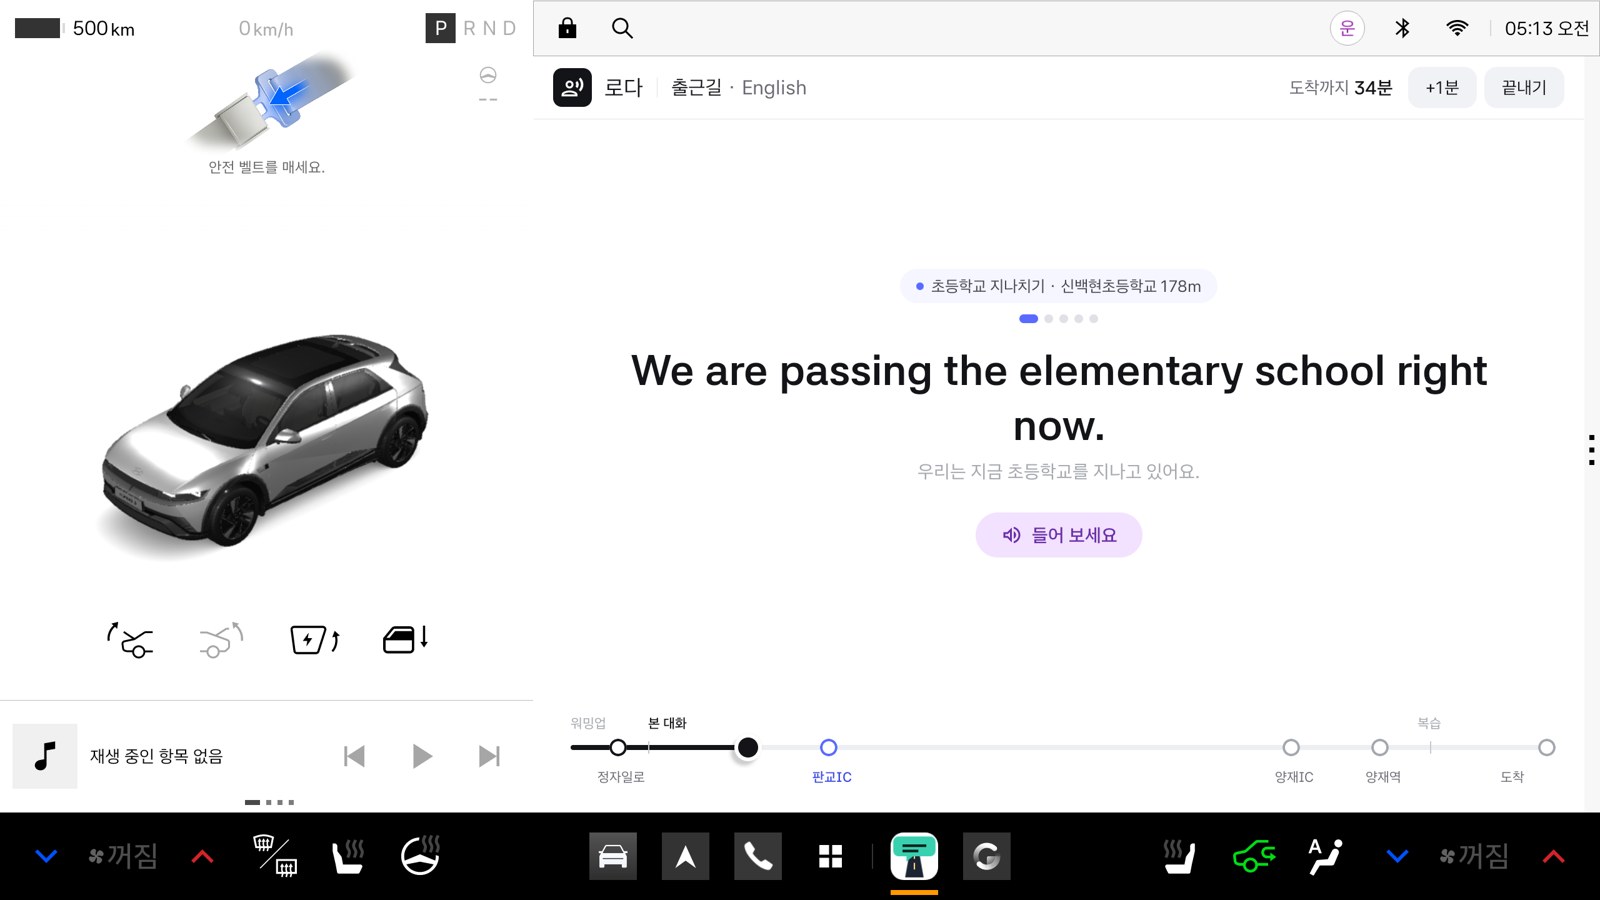 500 km
0 km/h
P R N D
안전 벨트를 매세요.
--
재생 중인 항목 없음
운
05:13 오전
로다
출근길 · English
도착까지 34분
+1분
끝내기
초등학교 지나치기 · 신백현초등학교 178m
We are passing the elementary school right
now.
우리는 지금 초등학교를 지나고 있어요.
들어 보세요
워밍업
본 대화
복습
정자일로
판교IC
양재IC
양재역
도착
꺼짐
G
A
꺼짐